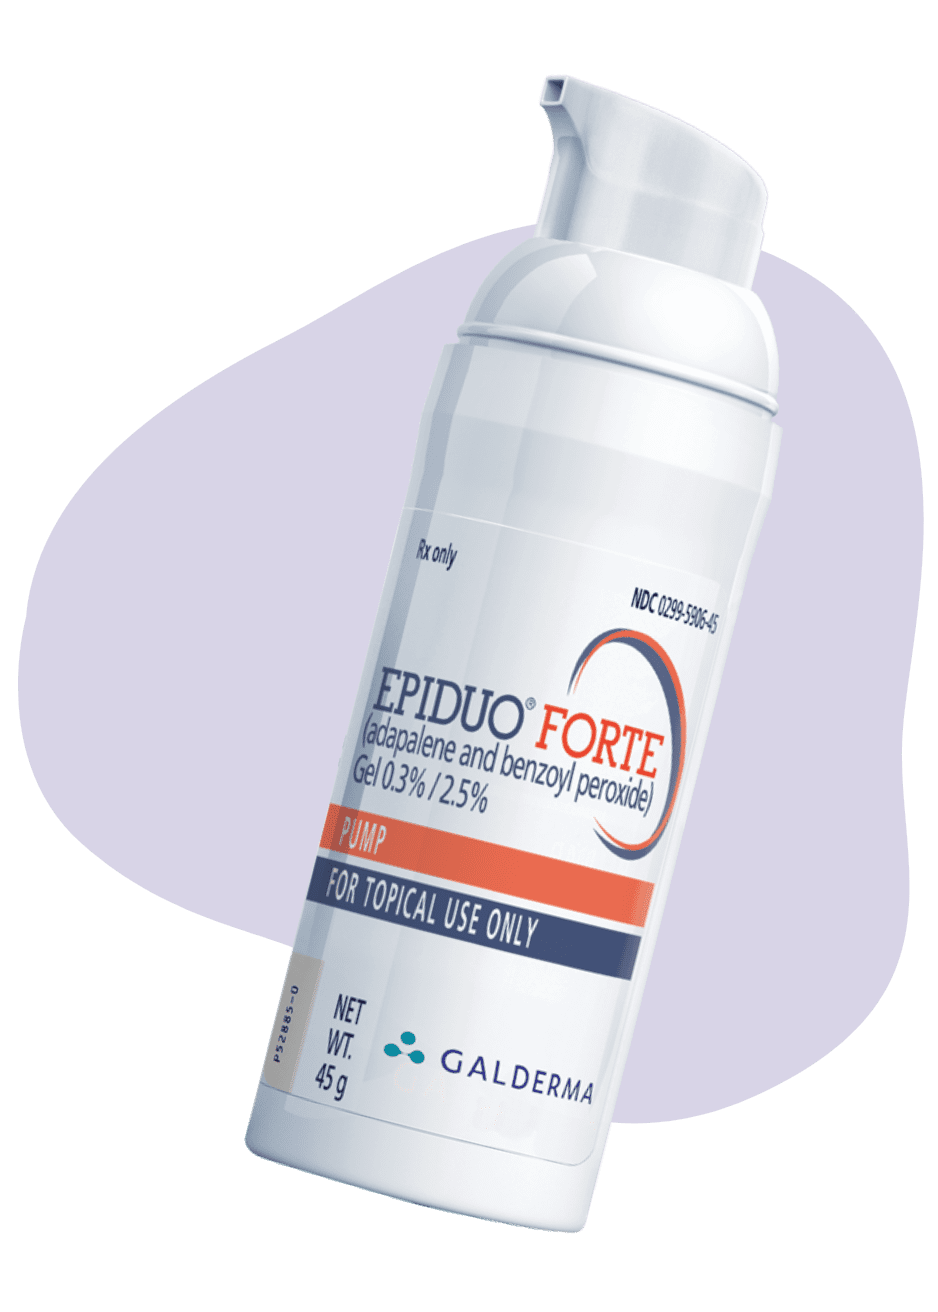 Rx only
NDC 0299-5906-45
EPIDUO® FORTE
(adapalene and benzoyl peroxide)
Gel 0.3% / 2.5%
PUMP
FOR TOPICAL USE ONLY
P52885-0
NET
WT.
45 g
GALDERMA